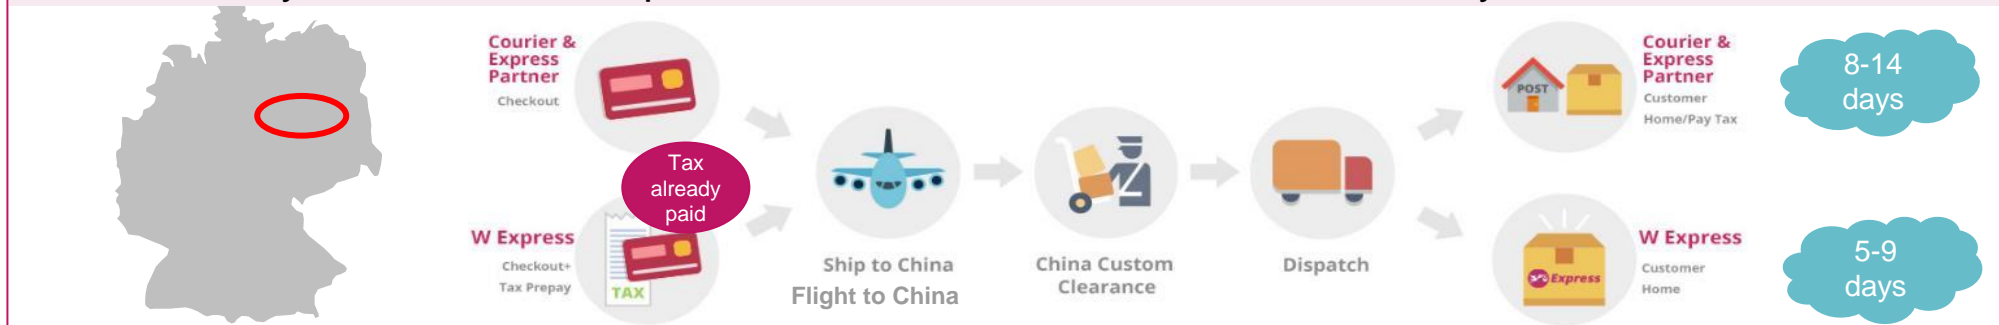 Courier &
Express
Partner
Checkout
Tax
already
paid
W Express
Checkout+
Tax Prepay
TAX
Ship to China
Flight to China
China Custom
Clearance
Dispatch
POST
Courier &
Express
Partner
Customer
Home/Pay Tax
8-14
days
Express
W Express
Customer
Home
5-9
days